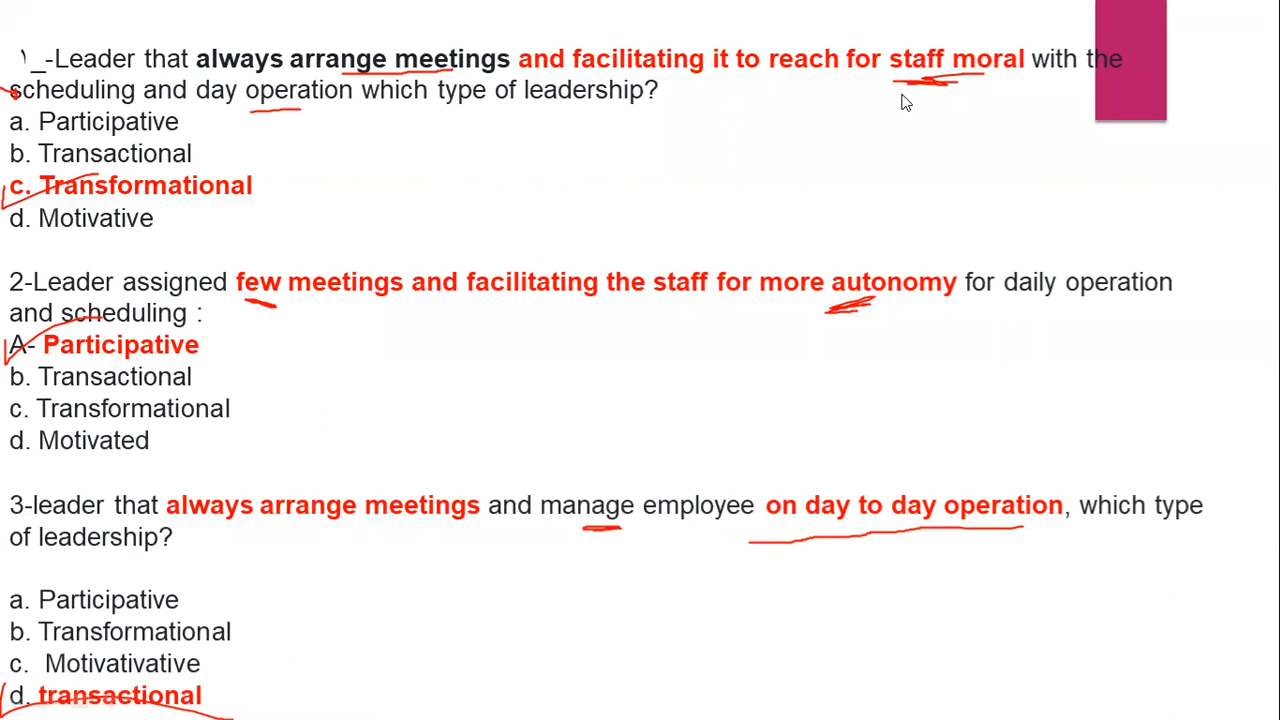 ١_-Leader that always arrange meetings and facilitating it to reach for staff moral with the
scheduling and day operation which type of leadership?
a. Participative
b. Transactional
c. Transformational
d. Motivative
2-Leader assigned few meetings and facilitating the staff for more autonomy for daily operation
and scheduling :
A- Participative
b. Transactional
c. Transformational
d. Motivated
3-leader that always arrange meetings and manage employee on day to day operation, which type
of leadership?
a. Participative
b. Transformational
c. Motivativative
d. transactional